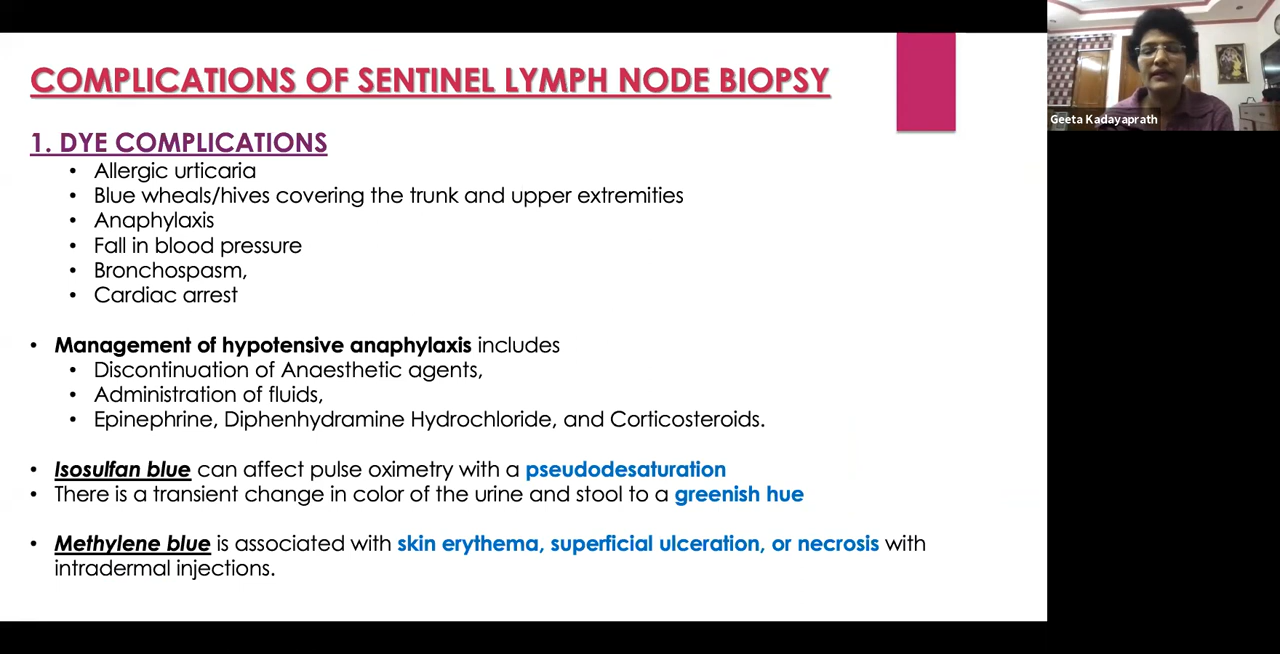 COMPLICATIONS OF SENTINEL LYMPH NODE BIOPSY
1. DYE COMPLICATIONS
• Allergic urticaria
• Blue wheals/hives covering the trunk and upper extremities
• Anaphylaxis
• Fall in blood pressure
• Bronchospasm,
• Cardiac arrest
• Management of hypotensive anaphylaxis includes
• Discontinuation of Anaesthetic agents,
• Administration of fluids,
• Epinephrine, Diphenhydramine Hydrochloride, and Corticosteroids.
• Isosulfan blue can affect pulse oximetry with a pseudodesaturation
• There is a transient change in color of the urine and stool to a greenish hue
• Methylene blue is associated with skin erythema, superficial ulceration, or necrosis with
intradermal injections.
Geeta Kadayaprath